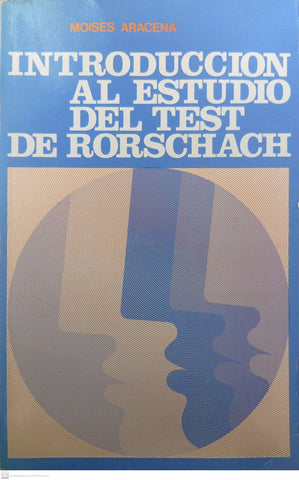 MOISES ARACENA
INTRODUCCION
AL ESTUDIO
DEL TEST
DE RORSCHACH